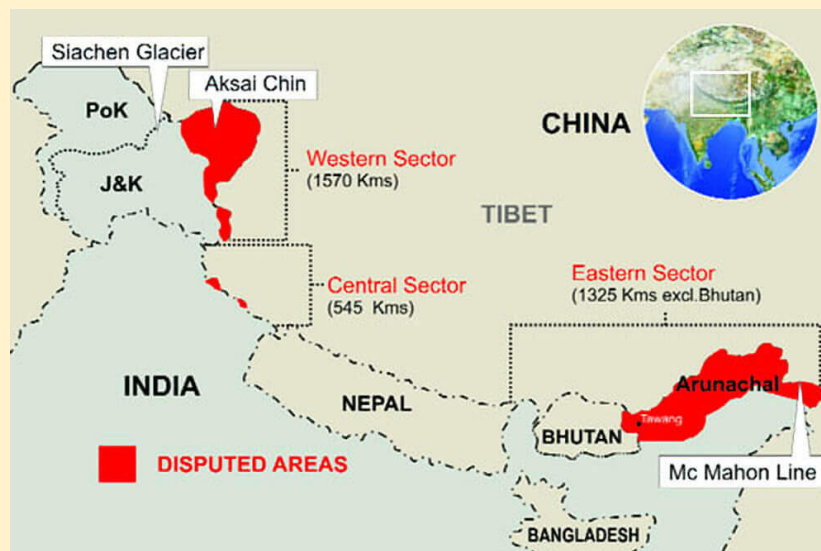 Siachen Glacier
Aksai Chin
PoK
CHINA
J&K
Western Sector
(1570 Kms)
TIBET
Central Sector
(545 Kms)
Eastern Sector
(1325 Kms excl.Bhutan)
INDIA
NEPAL
Arunachal
Tawang
BHUTAN
DISPUTED AREAS
Mc Mahon Line
BANGLADESH